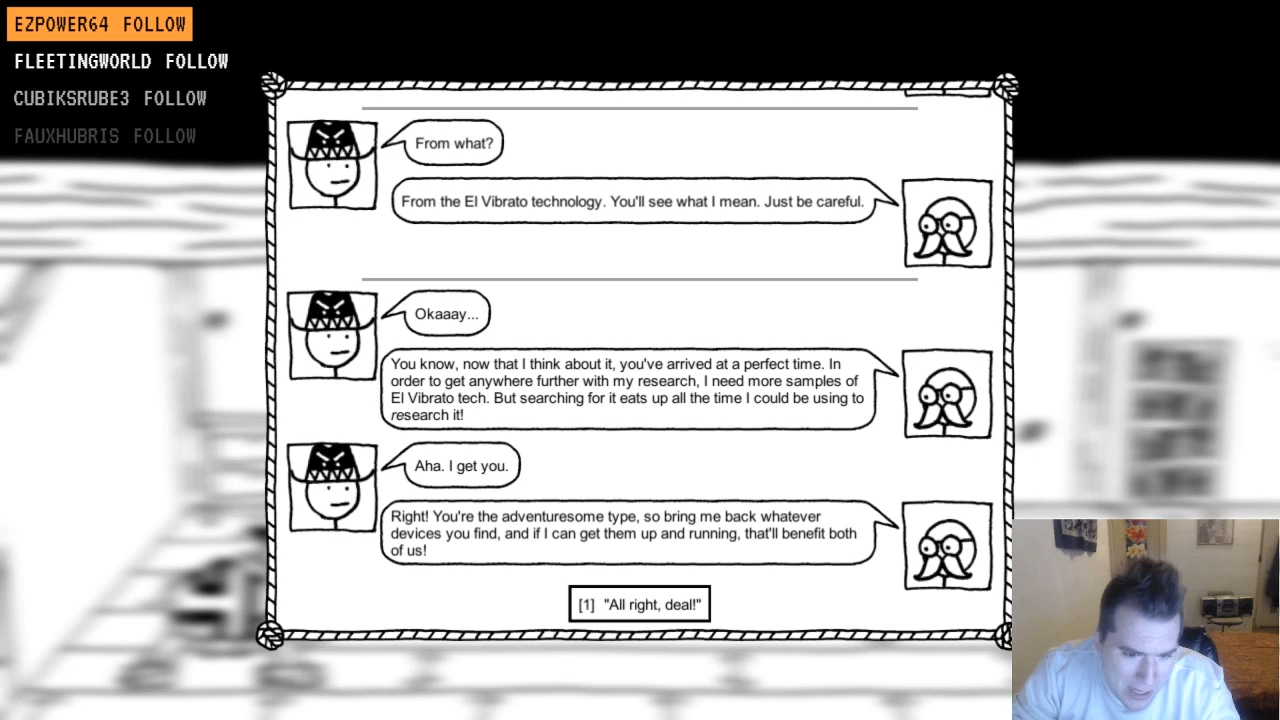 EZPOWER64 FOLLOW
FLEETINGWORLD FOLLOW
CUBIKSRUBE3 FOLLOW
FAUXHUBRIS FOLLOW
From what?
From the El Vibrato technology. You'll see what I mean. Just be careful.
Okaaay...
You know, now that I think about it, you've arrived at a perfect time. In
order to get anywhere further with my research, I need more samples of
El Vibrato tech. But searching for it eats up all the time I could be using to
research it!
Aha. I get you.
Right! You're the adventuresome type, so bring me back whatever
devices you find, and if I can get them up and running, that'll benefit both
of us!
[1] "All right, deal!"